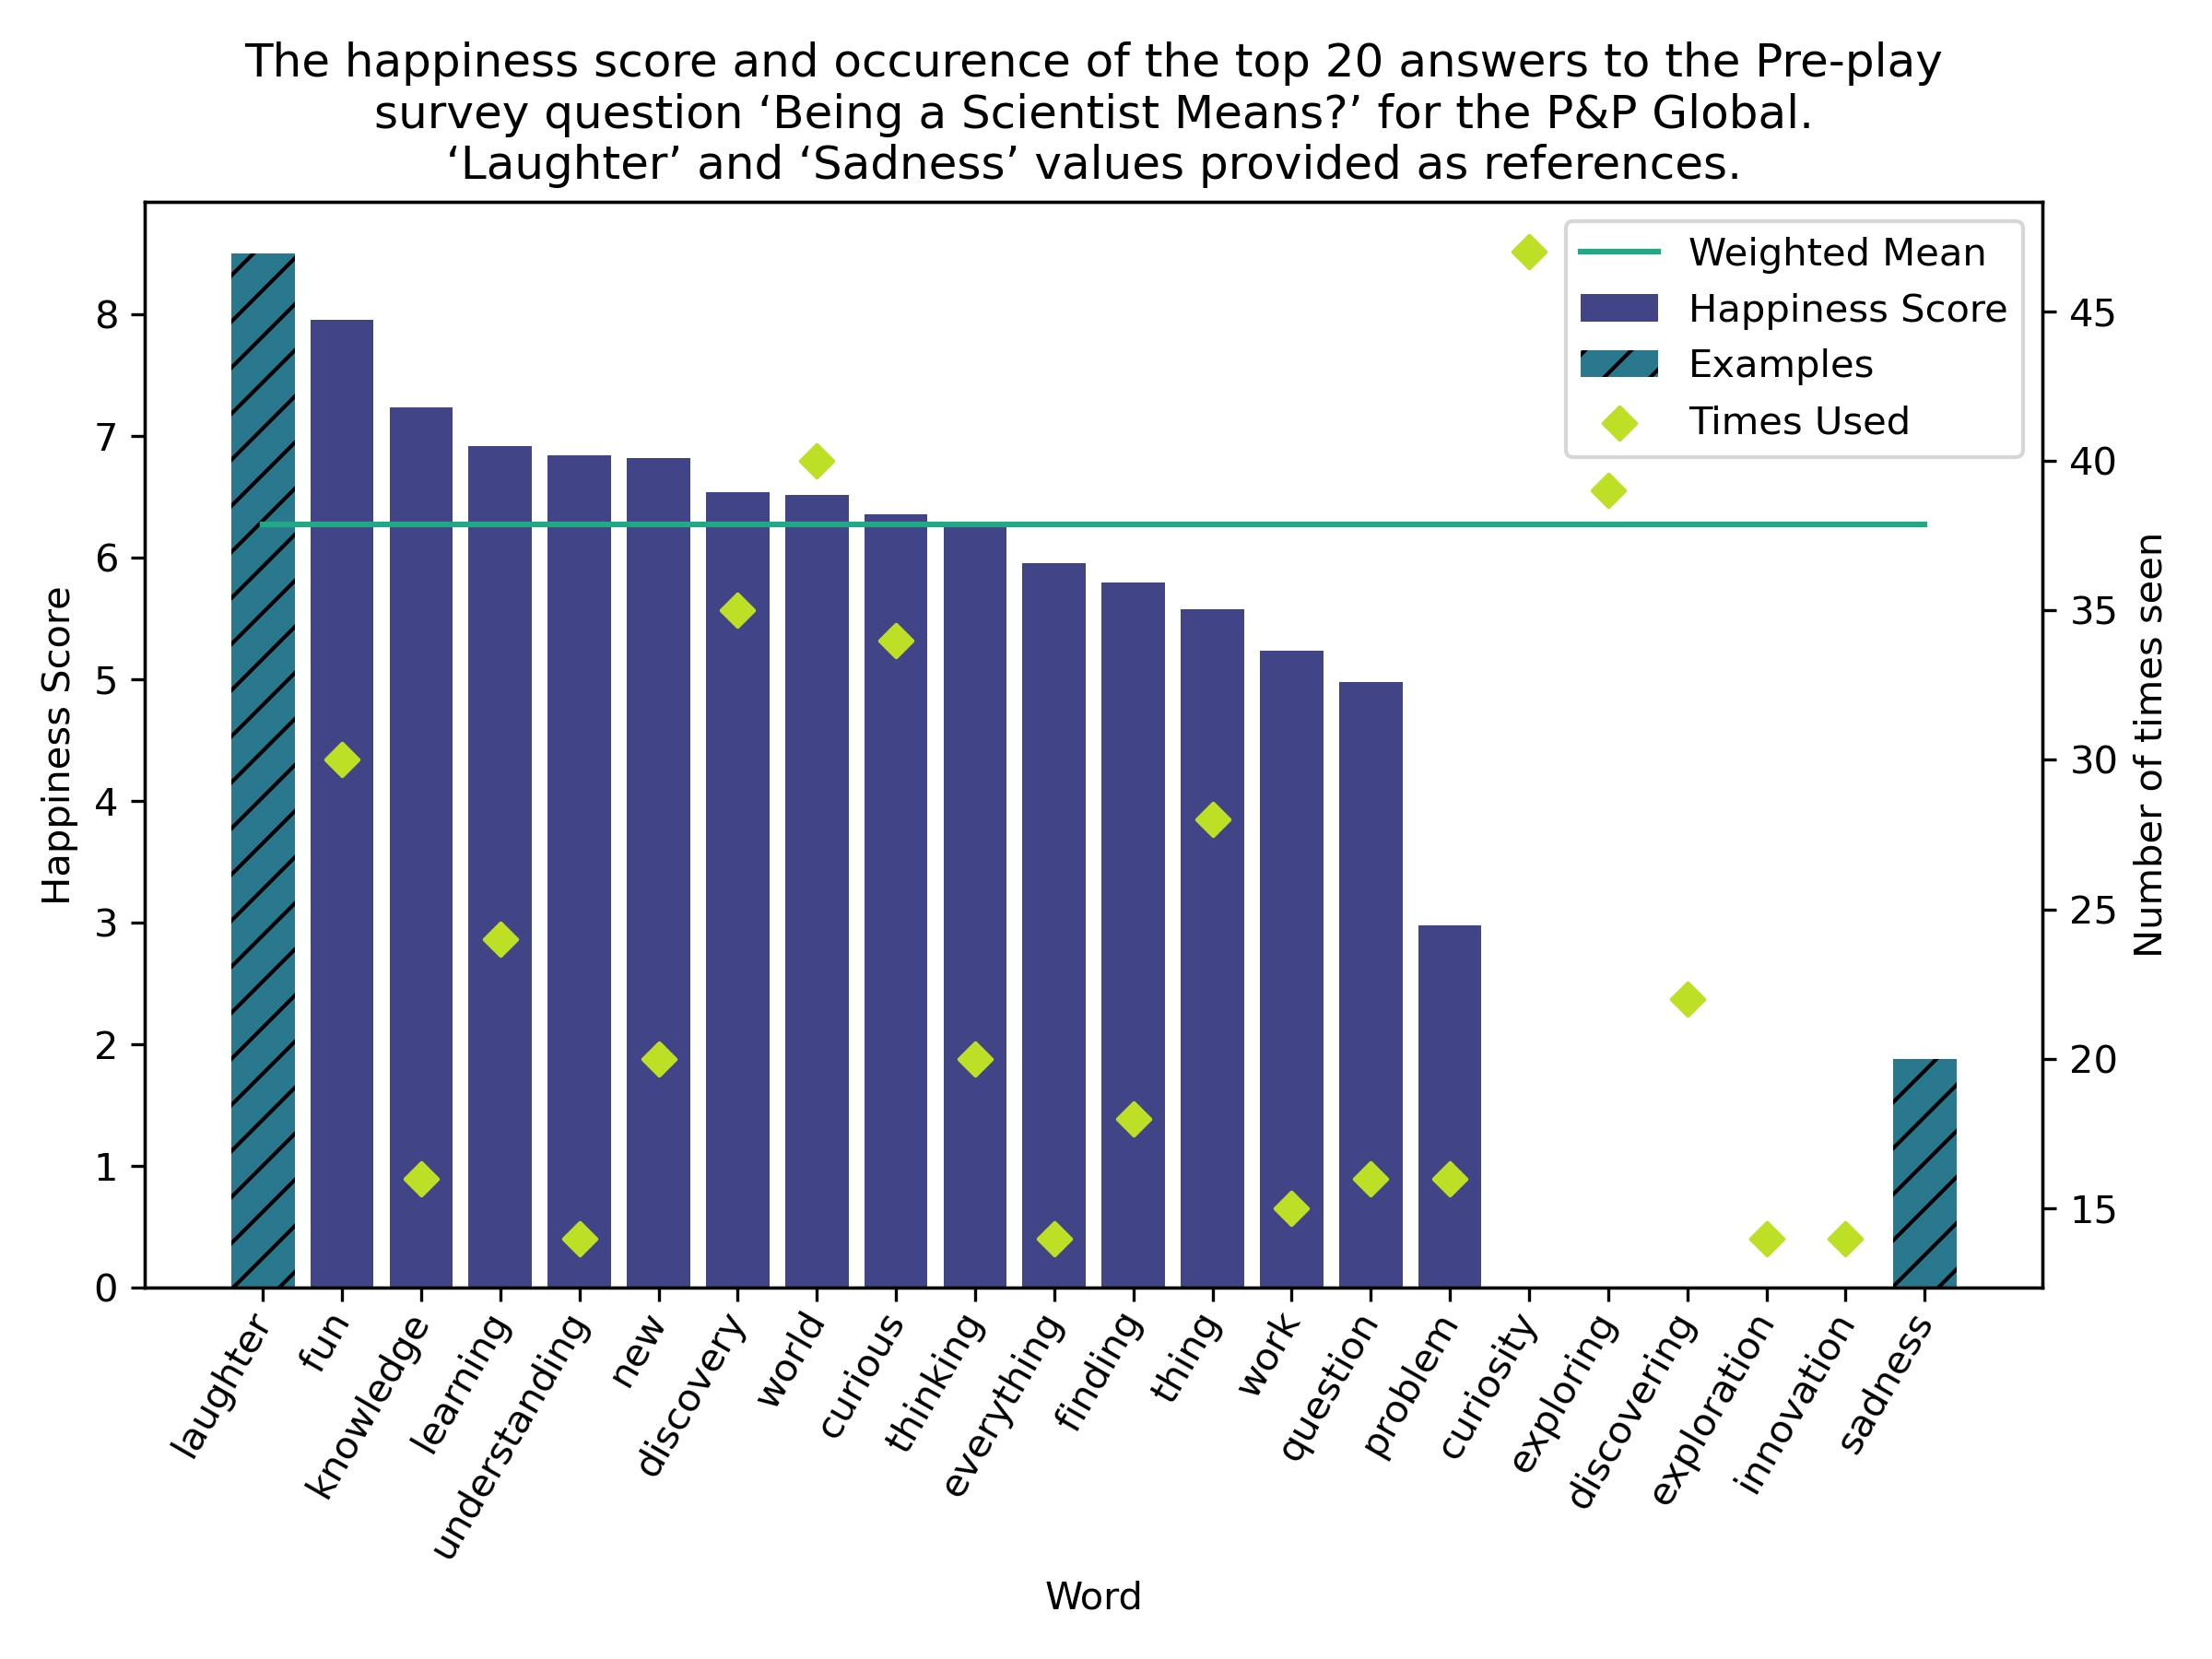 The happiness score and occurence of the top 20 answers to the Pre-play
survey question ‘Being a Scientist Means?’ for the P&P Global.
‘Laughter’ and ‘Sadness’ values provided as references.
Weighted Mean
Happiness Score
Examples
Times Used
Happiness Score
8
7
6
5
4
3
2
1
0
45
40
35
30
25
20
15
Number of times seen
laughter
fun
knowledge
learning
understanding
new
discovery
world
curious
thinking
everything
finding
thing
work
question
problem
curiosity
exploring
discovering
exploration
innovation
sadness
Word